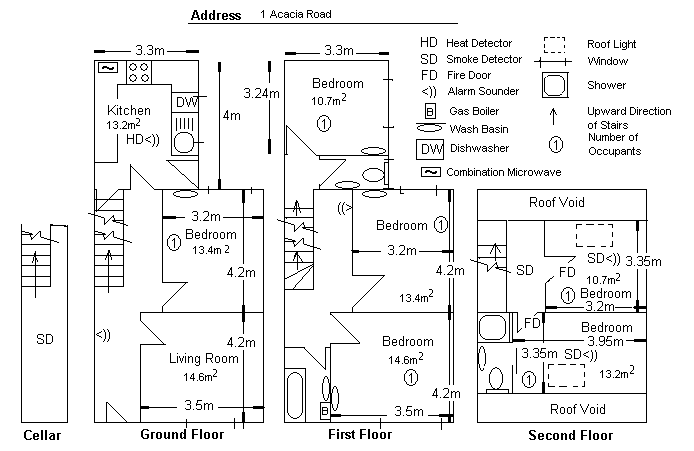 Address 1 Acacia Road
3.3m
3.3m
HD Heat Detector
SD Smoke Detector
FD Fire Door
<)) Alarm Sounder
B Gas Boiler
Wash Basin
DW Dishwasher
Combination Microwave
Roof Light
Window
Shower
Upward Direction
of Stairs
1 Number of
Occupants
Kitchen
13.2m²
HD<))
DW
4m
3.24m
Bedroom
10.7m²
1
3.2m
Bedroom
1
13.4m²
4.2m
<))
4.2m
Living Room
14.6m²
3.5m
((>
Bedroom 1
3.2m
4.2m
13.4m²
Bedroom
14.6m²
1
4.2m
B
3.5m
SD
Roof Void
SD
FD
SD<))
3.35m
10.7m²
1 Bedroom
3.2m
FD
Bedroom
3.95m
3.35m
SD<))
1
13.2m²
Roof Void
Cellar
Ground Floor
First Floor
Second Floor